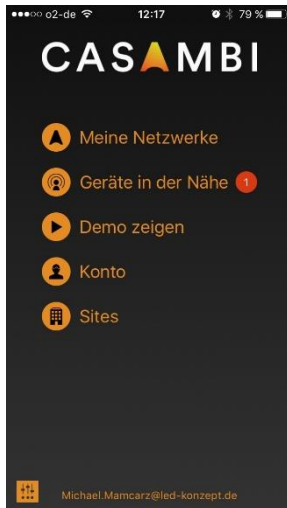 o2-de 12:17 79 %
CASAMBI
Meine Netzwerke
Geräte in der Nähe 1
Demo zeigen
Konto
Sites
Michael.Mamcarz@led-konzept.de